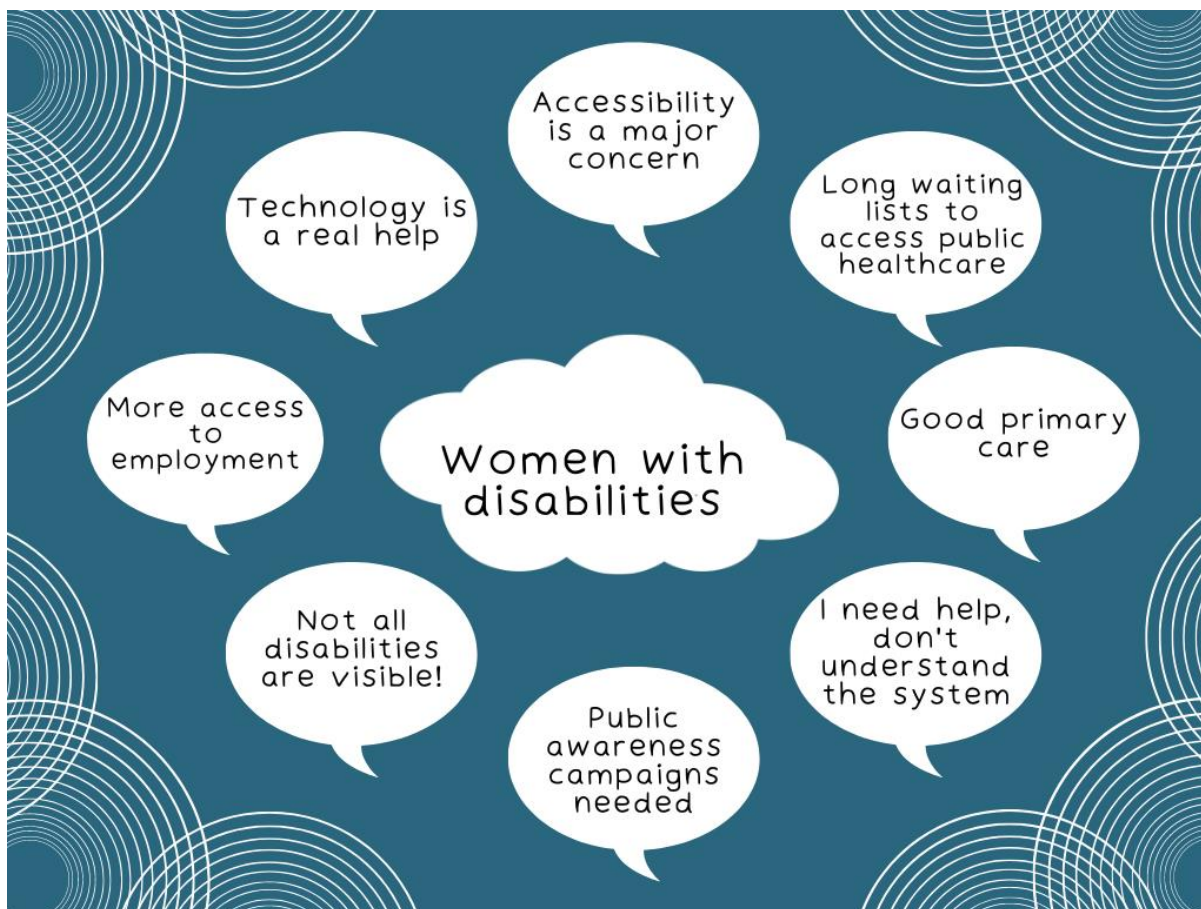 Accessibility
is a major
concern
Technology is
a real help
Long waiting
lists to
access public
healthcare
More access
to
employment
Women with
disabilities
Good primary
care
Not all
disabilities
are visible!
I need help,
don't
understand
the system
Public
awareness
campaigns
needed